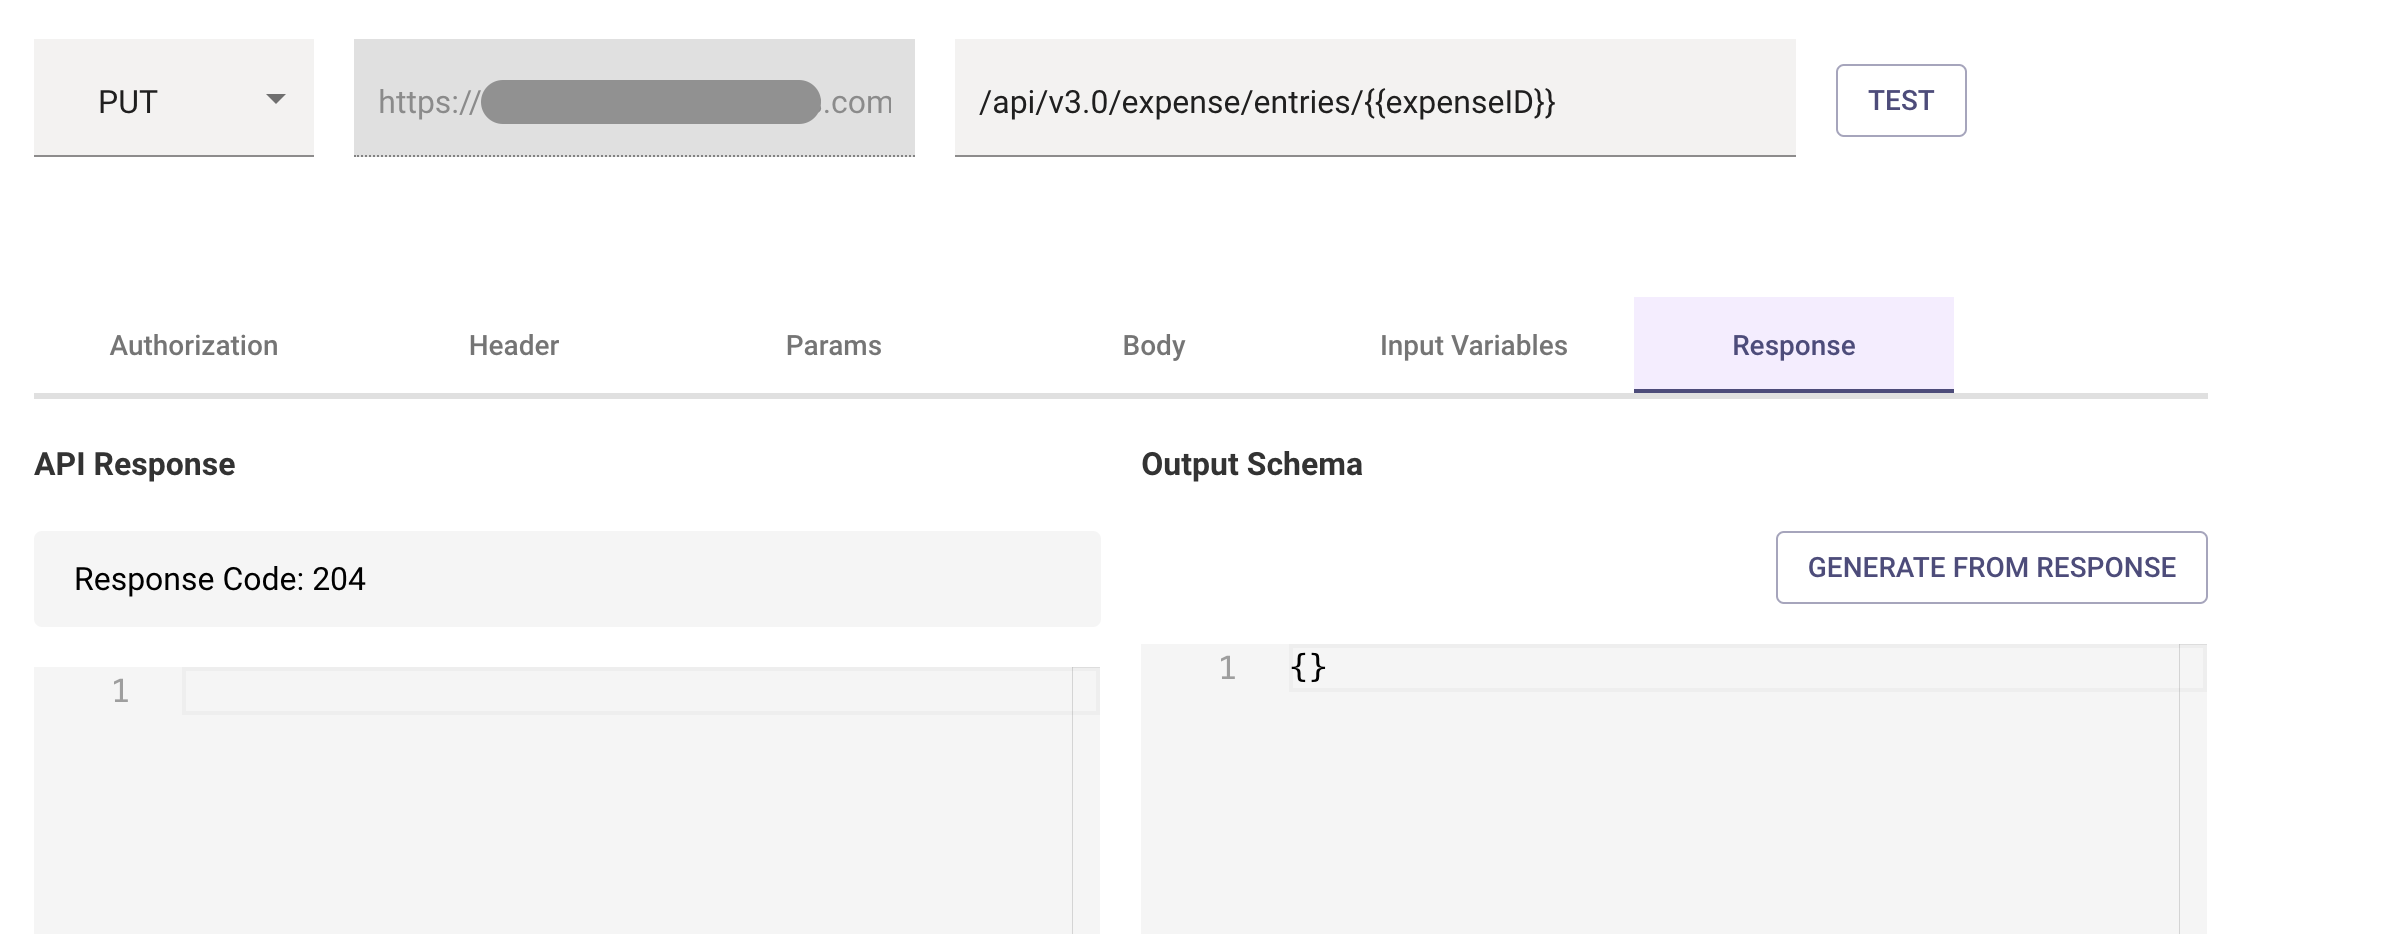 PUT https://.com /api/v3.0/expense/entries/{{expenseID}} TEST
Authorization Header Params Body Input Variables Response
API Response Output Schema
Response Code: 204 GENERATE FROM RESPONSE
1 1 {}